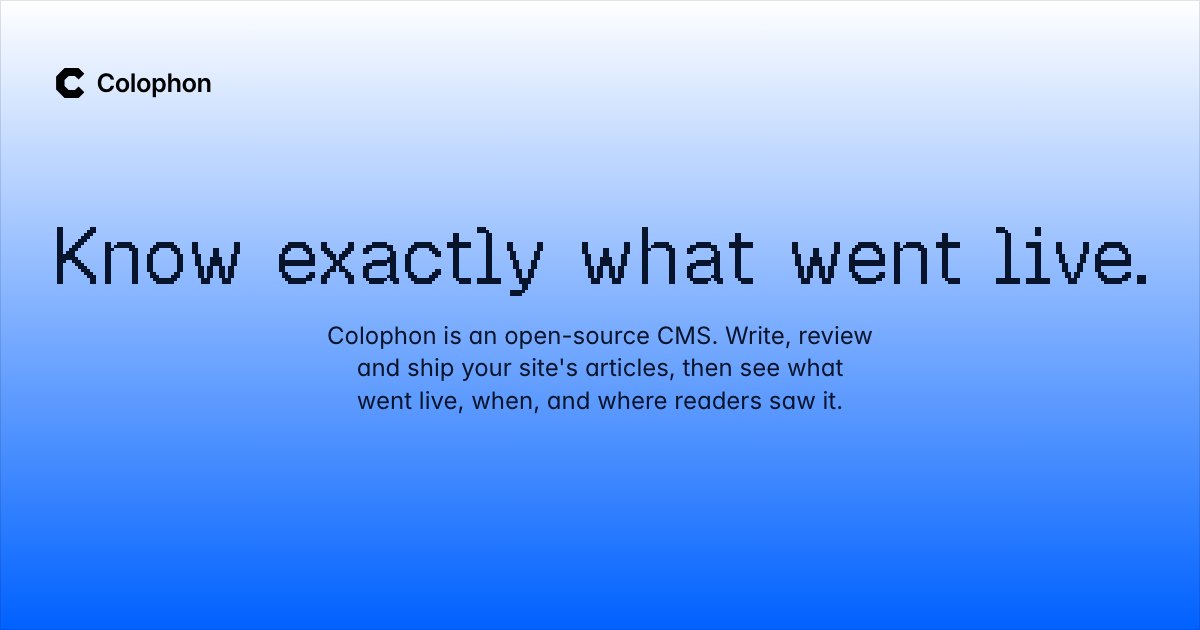 Colophon
Know exactly what went live.
Colophon is an open-source CMS. Write, review
and ship your site's articles, then see what
went live, when, and where readers saw it.